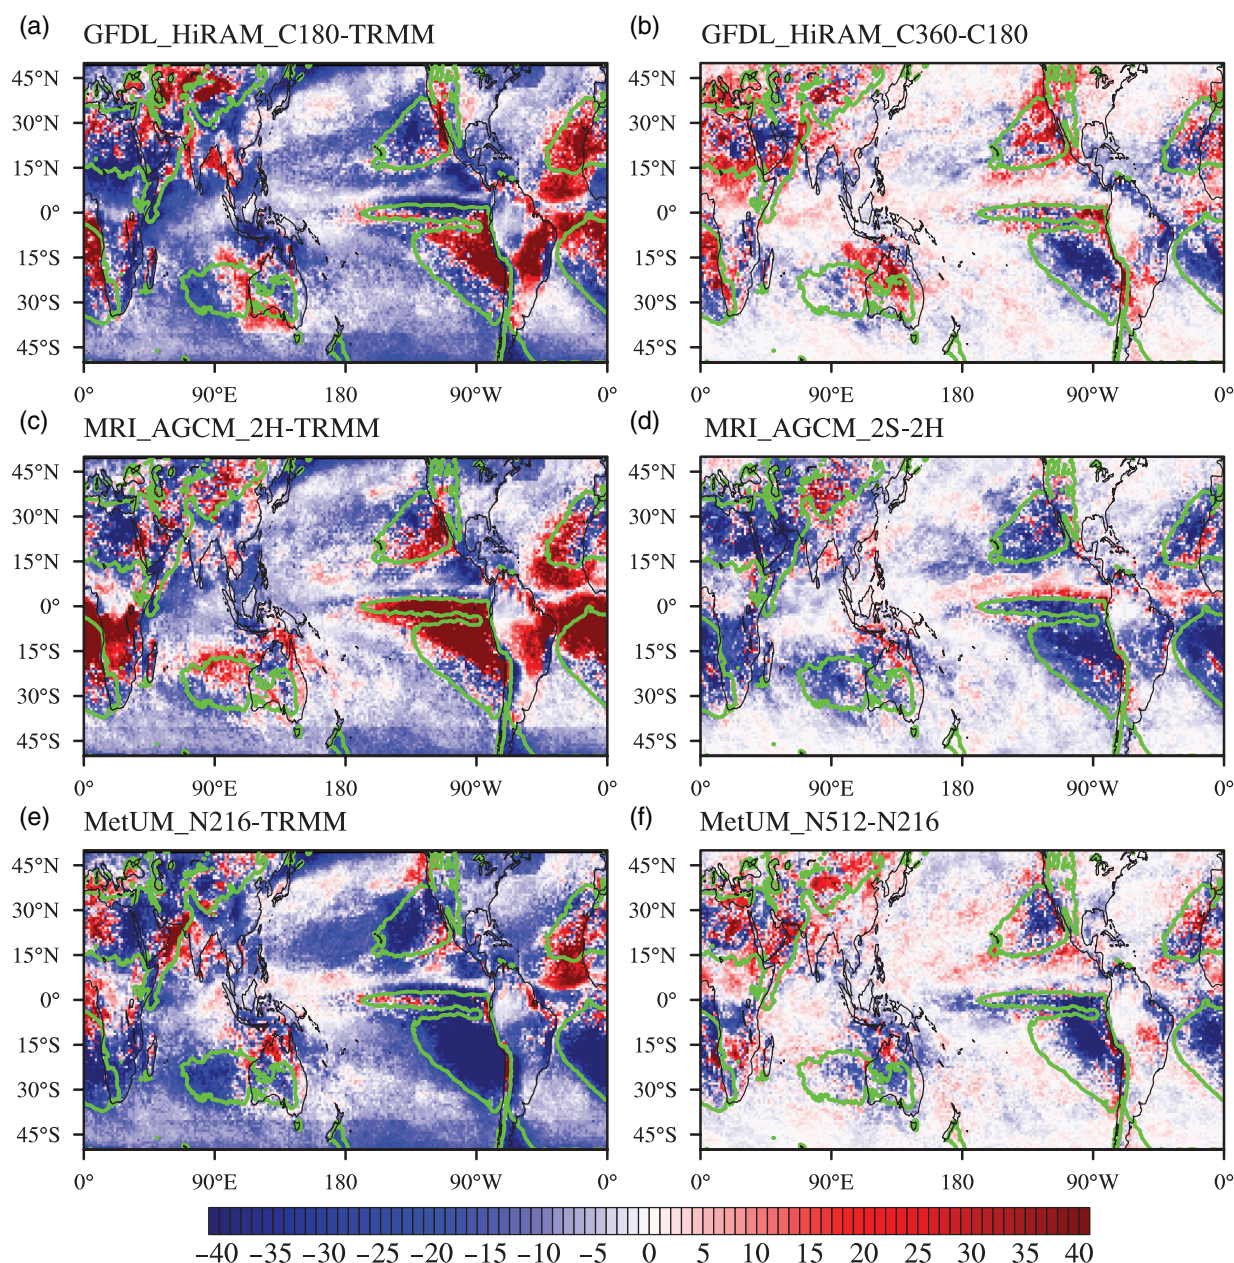 (a) GFDL_HiRAM_C180-TRMM
(b) GFDL_HiRAM_C360-C180
45°N
30°N
15°N
0°
15°S
30°S
45°S
0° 90°E 180 90°W 0°
45°N
30°N
15°N
0°
15°S
30°S
45°S
0° 90°E 180 90°W 0°
(c) MRI_AGCM_2H-TRMM
(d) MRI_AGCM_2S-2H
45°N
30°N
15°N
0°
15°S
30°S
45°S
0° 90°E 180 90°W 0°
45°N
30°N
15°N
0°
15°S
30°S
45°S
0° 90°E 180 90°W 0°
(e) MetUM_N216-TRMM
(f) MetUM_N512-N216
45°N
30°N
15°N
0°
15°S
30°S
45°S
0° 90°E 180 90°W 0°
45°N
30°N
15°N
0°
15°S
30°S
45°S
0° 90°E 180 90°W 0°
−40 −35 −30 −25 −20 −15 −10 −5 0 5 10 15 20 25 30 35 40